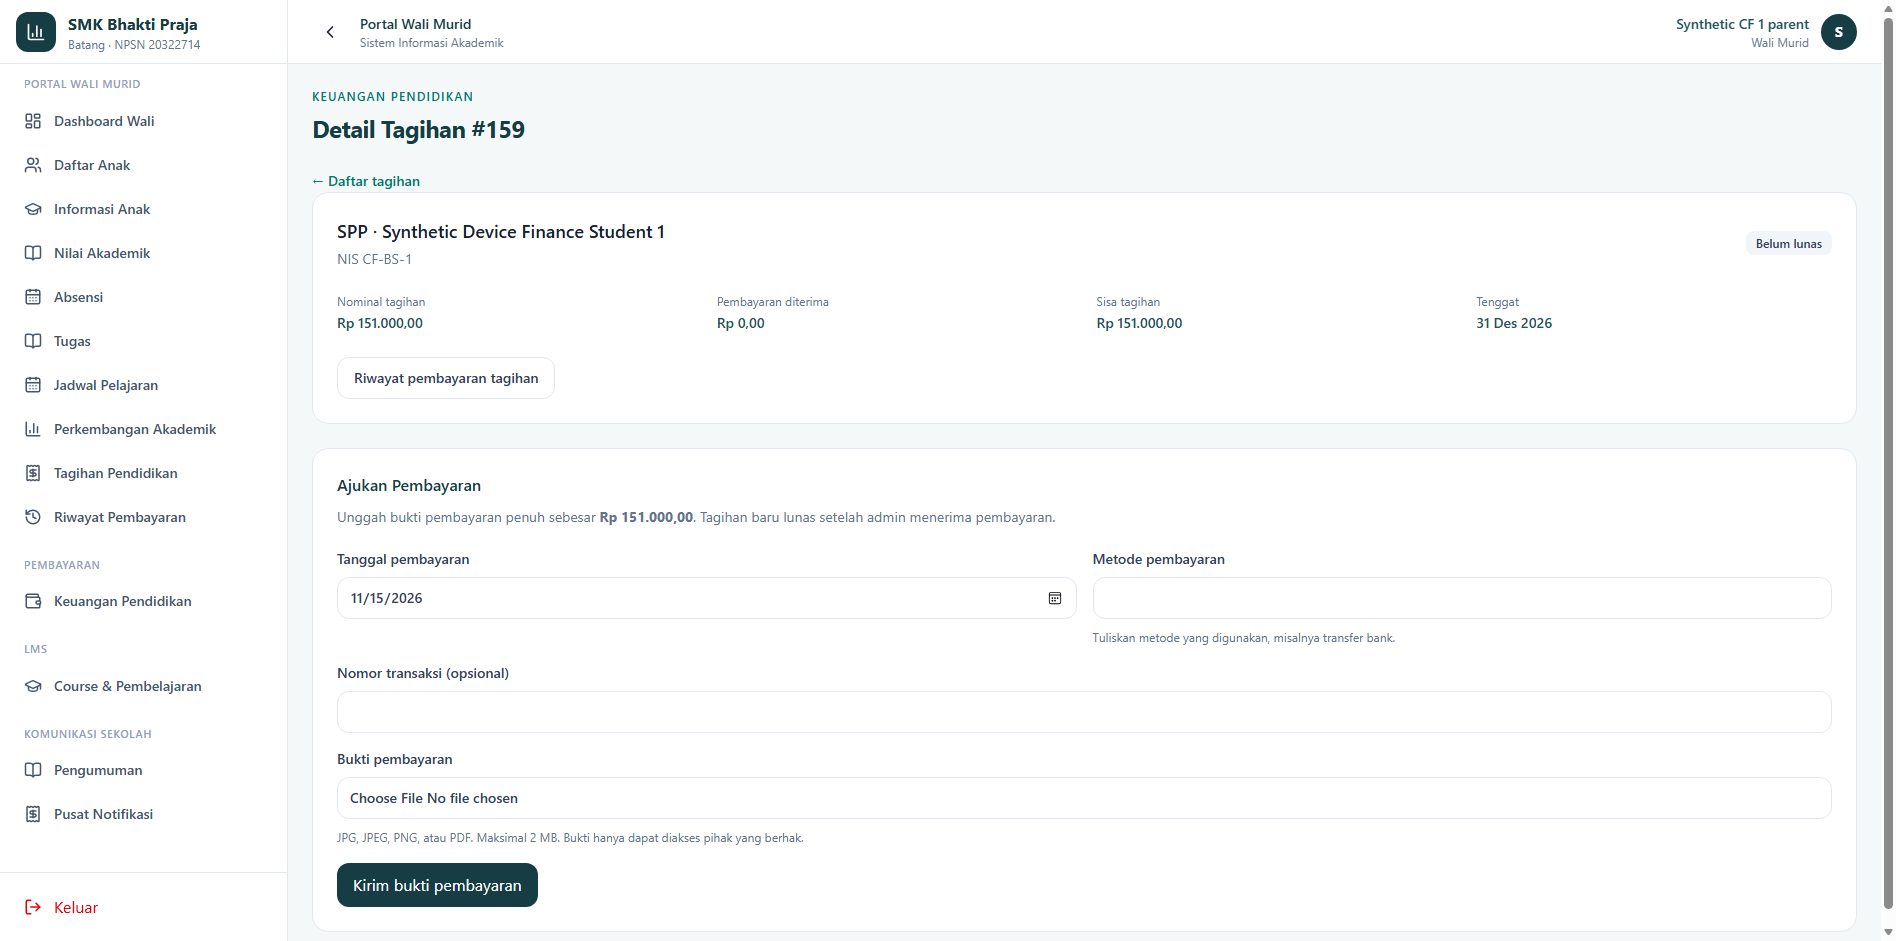 SMK Bhakti Praja
Batang · NPSN 20322714
PORTAL WALI MURID
Dashboard Wali
Daftar Anak
Informasi Anak
Nilai Akademik
Absensi
Tugas
Jadwal Pelajaran
Perkembangan Akademik
Tagihan Pendidikan
Riwayat Pembayaran
PEMBAYARAN
Keuangan Pendidikan
LMS
Course & Pembelajaran
KOMUNIKASI SEKOLAH
Pengumuman
Pusat Notifikasi
Keluar
Portal Wali Murid
Sistem Informasi Akademik
Synthetic CF 1 parent
Wali Murid
S
KEUANGAN PENDIDIKAN
Detail Tagihan #159
← Daftar tagihan
SPP · Synthetic Device Finance Student 1
NIS CF-BS-1
Belum lunas
Nominal tagihan
Rp 151.000,00
Pembayaran diterima
Rp 0,00
Sisa tagihan
Rp 151.000,00
Tenggat
31 Des 2026
Riwayat pembayaran tagihan
Ajukan Pembayaran
Unggah bukti pembayaran penuh sebesar Rp 151.000,00. Tagihan baru lunas setelah admin menerima pembayaran.
Tanggal pembayaran
11/15/2026
Metode pembayaran
Tuliskan metode yang digunakan, misalnya transfer bank.
Nomor transaksi (opsional)
Bukti pembayaran
Choose File No file chosen
JPG, JPEG, PNG, atau PDF. Maksimal 2 MB. Bukti hanya dapat diakses pihak yang berhak.
Kirim bukti pembayaran